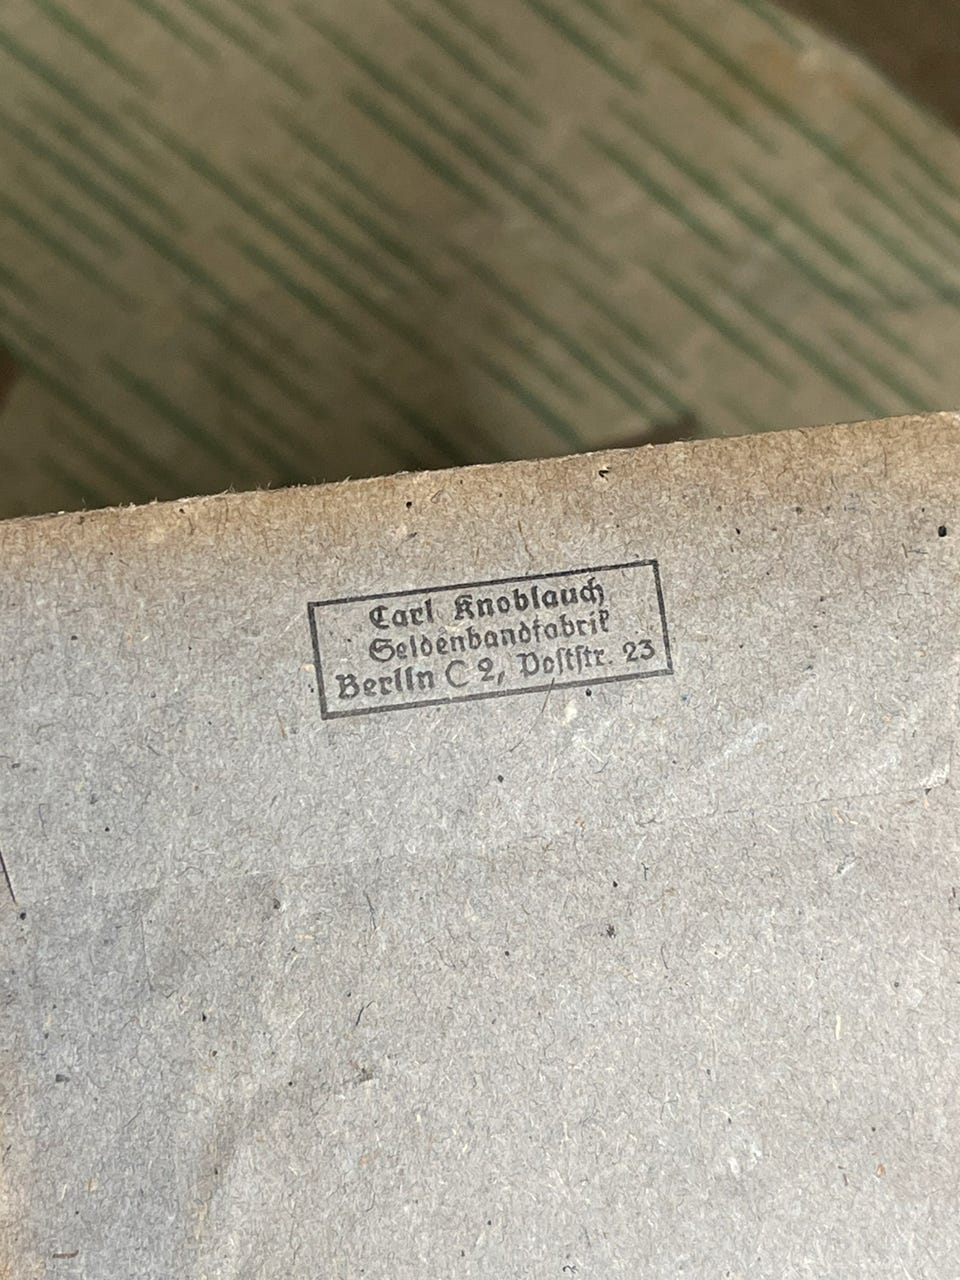 Carl Knoblauch
Seidenbandfabrik
Berlin C 2, Poststr. 23